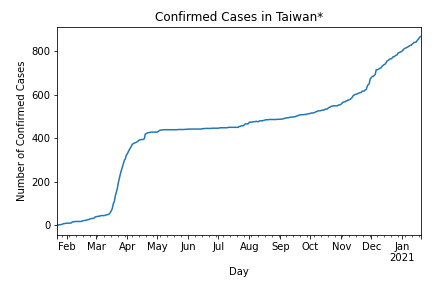 Confirmed Cases in Taiwan*
Number of Confirmed Cases
800
600
400
200
0
Feb Mar Apr May Jun Jul Aug Sep Oct Nov Dec Jan
2021
Day